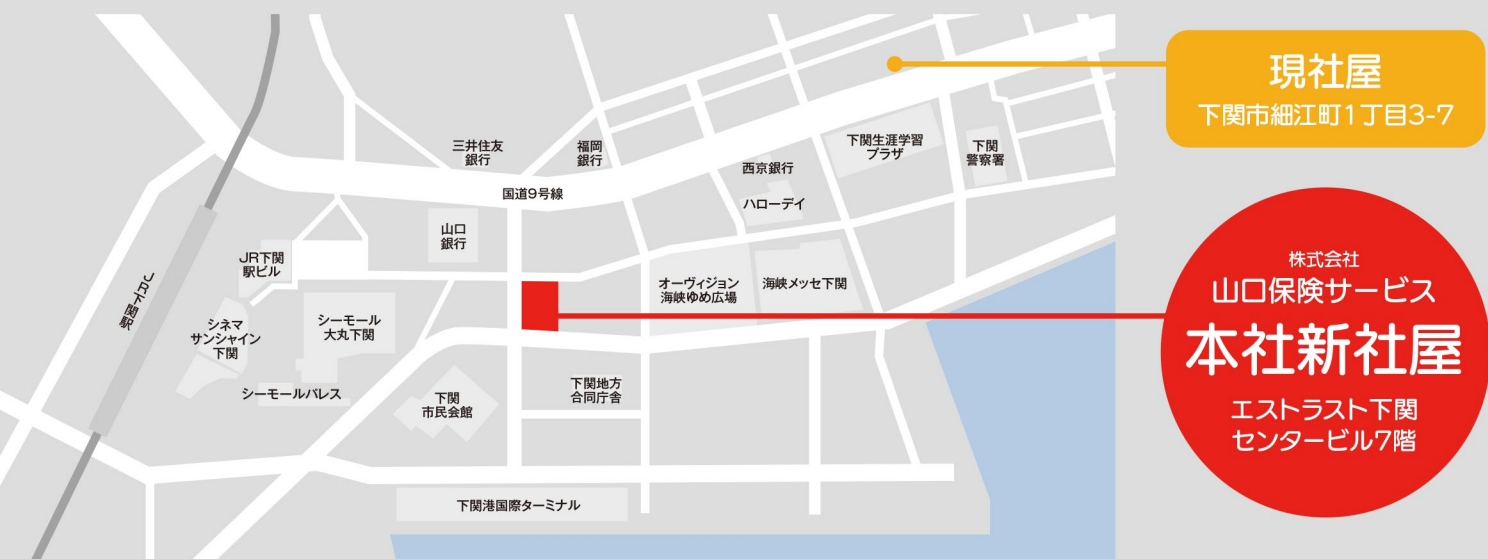 現社屋
下関市細江町1丁目3-7
三井住友
銀行
福岡
銀行
国道9号線
西京銀行
ハローデイ
下関生涯学習
プラザ
下関
警察署
山口
銀行
JR下関
駅ビル
JR下関駅
シネマ
サンシャイン
下関
シーモール
大丸下関
シーモールパレス
オーヴィジョン
海峡ゆめ広場
海峡メッセ下関
下関
市民会館
下関地方
合同庁舎
下関港国際ターミナル
株式会社
山口保険サービス
本社新社屋
エストラスト下関
センタービル7階